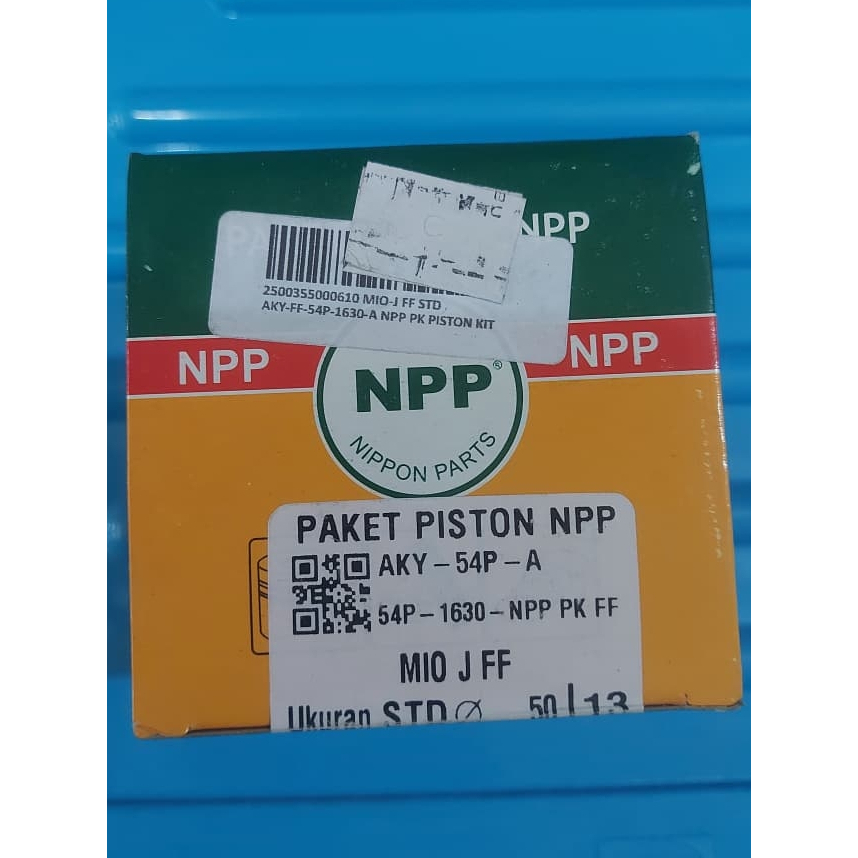 NPP
2500355000610 MIO-J FF STD
AKY-FF-54P-1630-A NPP PK PISTON KIT
NPP
NPP
NPP®
NIPPON PARTS
PAKET PISTON NPP
AKY-54P-A
54P-1630-NPP PK FF
MIO J FF
Ukuran STD Ø 50 | 13